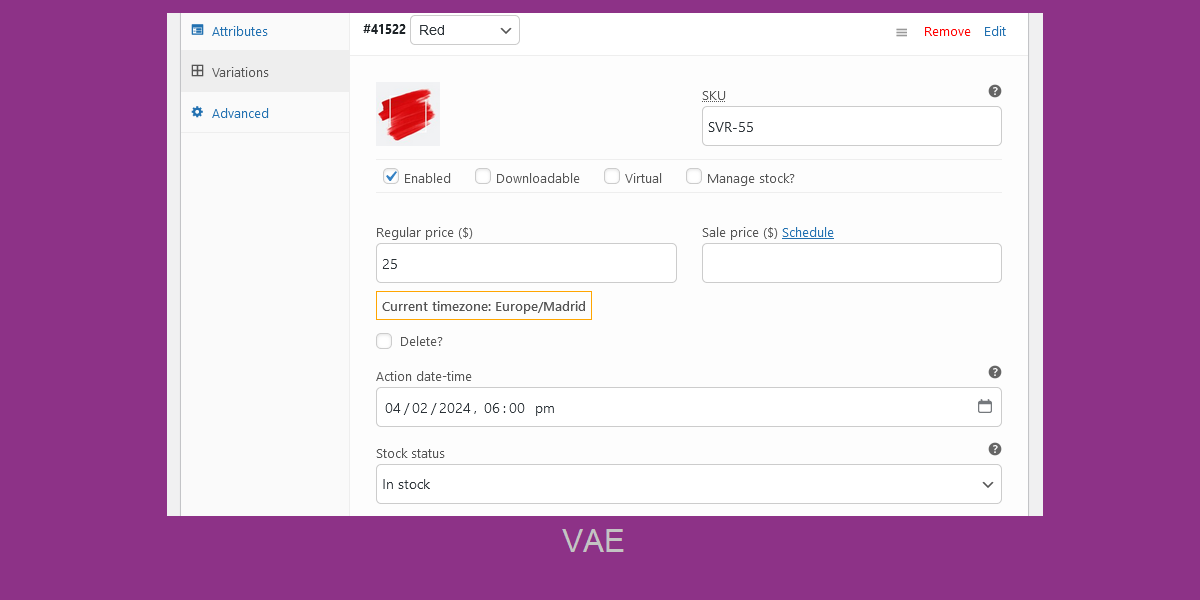 Attributes
#41522 Red Remove Edit
Variations
Advanced
SKU
SVR-55
Enabled Downloadable Virtual Manage stock?
Regular price ($) Sale price ($) Schedule
25
Current timezone: Europe/Madrid
Delete?
Action date-time
04/02/2024, 06:00 pm
Stock status
In stock
VAE